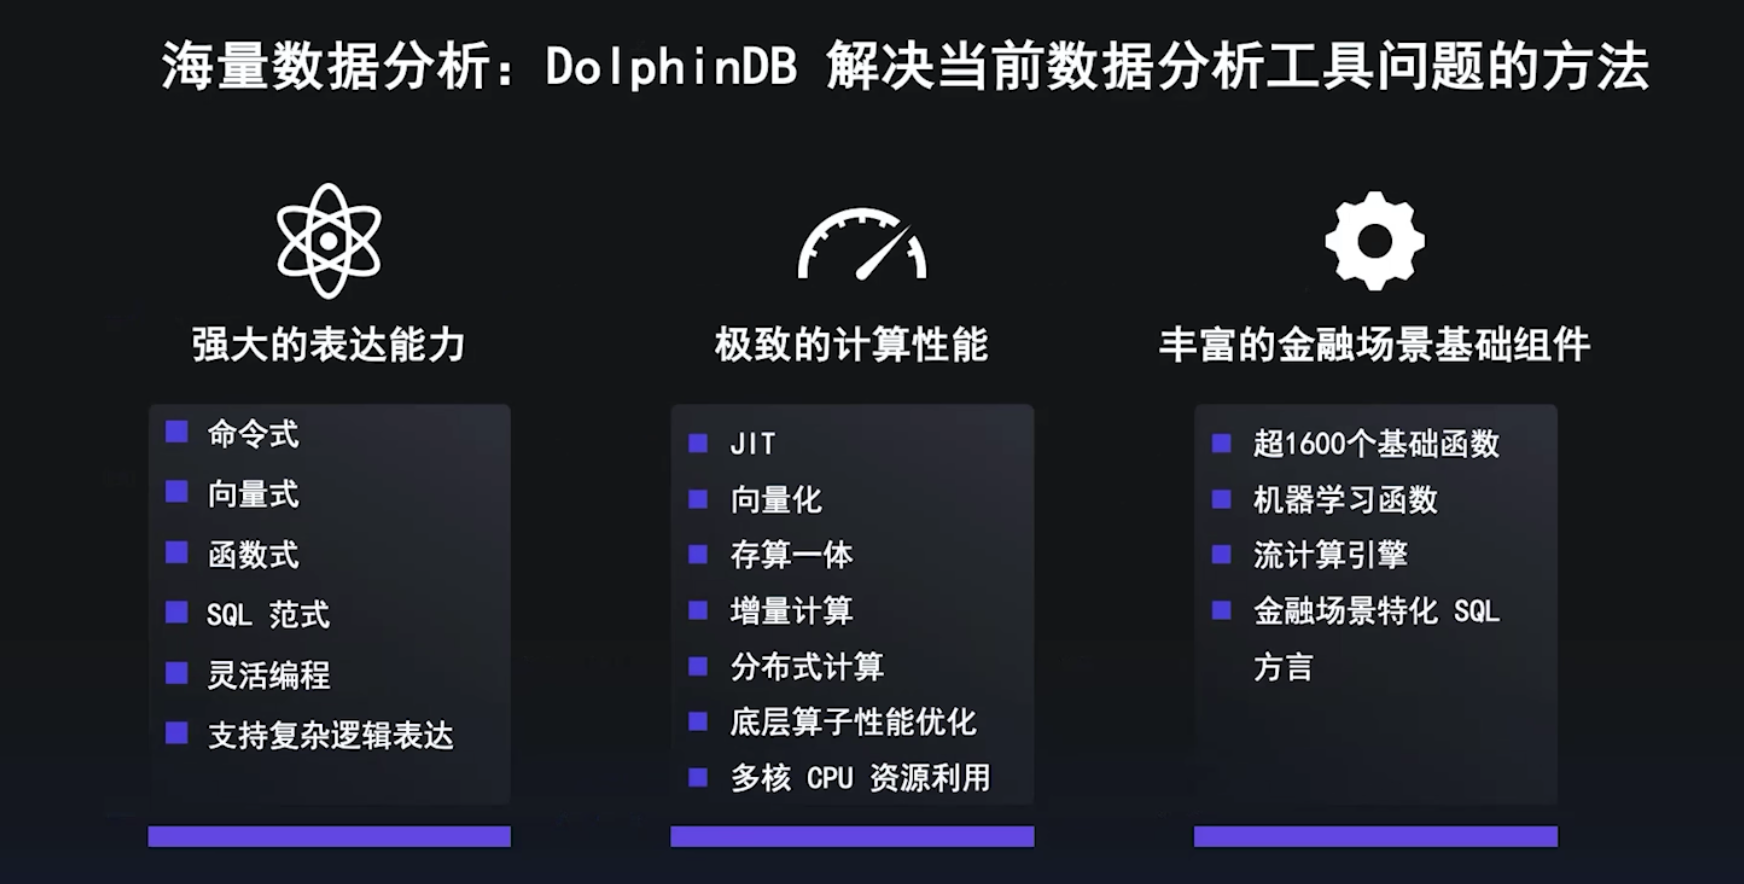 海量数据分析：DolphinDB 解决当前数据分析工具问题的方法
强大的表达能力
命令式
向量式
函数式
SQL 范式
灵活编程
支持复杂逻辑表达
极致的计算性能
JIT
向量化
存算一体
增量计算
分布式计算
底层算子性能优化
多核 CPU 资源利用
丰富的金融场景基础组件
超1600个基础函数
机器学习函数
流计算引擎
金融场景特化 SQL
方言